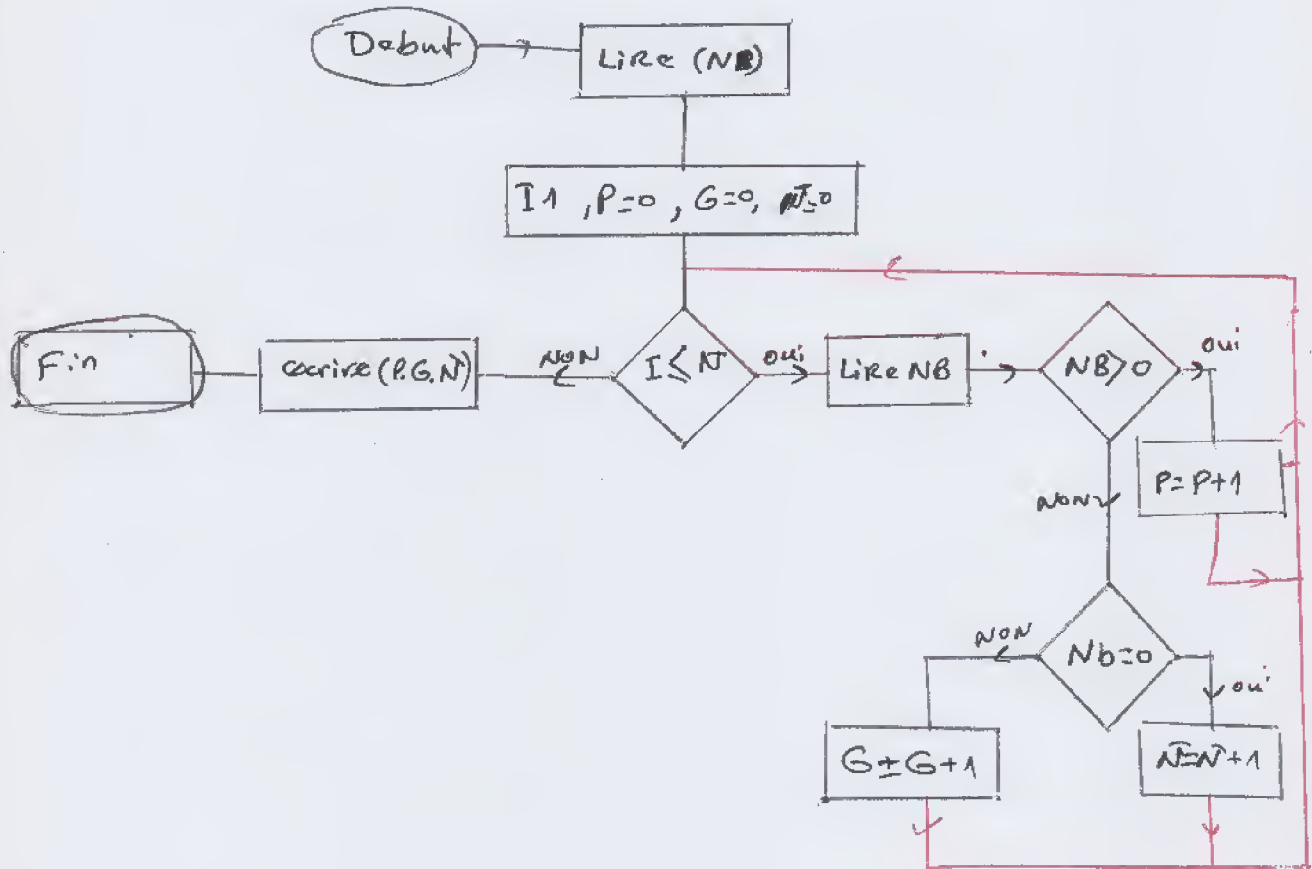 Debut
Lire (NB)
I1 , P=0 , G=0, N=0
Fin
ecrire (P.G.N)
NON
I ≤ N
oui
Lire NB
NB>0
oui
P=P+1
NON
NON
Nb=0
oui
G=G+1
N=N+1